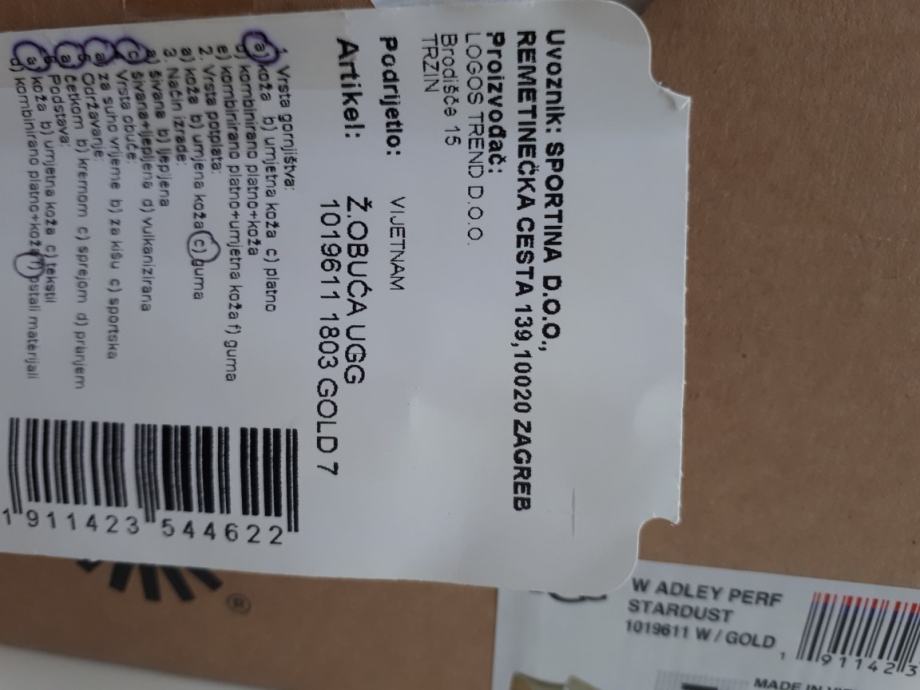 Uvoznik: SPORTINA D.O.O.,
REMETINEČKA CESTA 139,10020 ZAGREB
Proizvođač:
LOGOS TREND D.O.O.
Brodišče 15
TRZIN
Podrijetlo: VIJETNAM
Artikel: Ž.OBUĆA UGG
1019611 1803 GOLD 7
1. Vrsta gornjištva:
a) koža b) umjetna koža c) platno
d) kombinirano platno+koža
e) kombinirano platno+umjetna koža f) guma
2. Vrsta potplata:
a) koža b) umjetna koža c) guma
3. Način izrade:
a) šivana b) ljepljena
c) šivana+ljepljena d) vulkanizirana
Vrsta obuće:
a) za suho vrijeme b) za kišu c) sportska
Održavanje:
a) četkom b) kremom c) sprejom d) pranjem
Podstava:
a) koža b) umjetna koža c) tekstil
d) kombinirano platno+koža f) ostali materijali
1 911423 544622
®
W ADLEY PERF
STARDUST
1019611 W / GOLD
1 911423
MADE IN